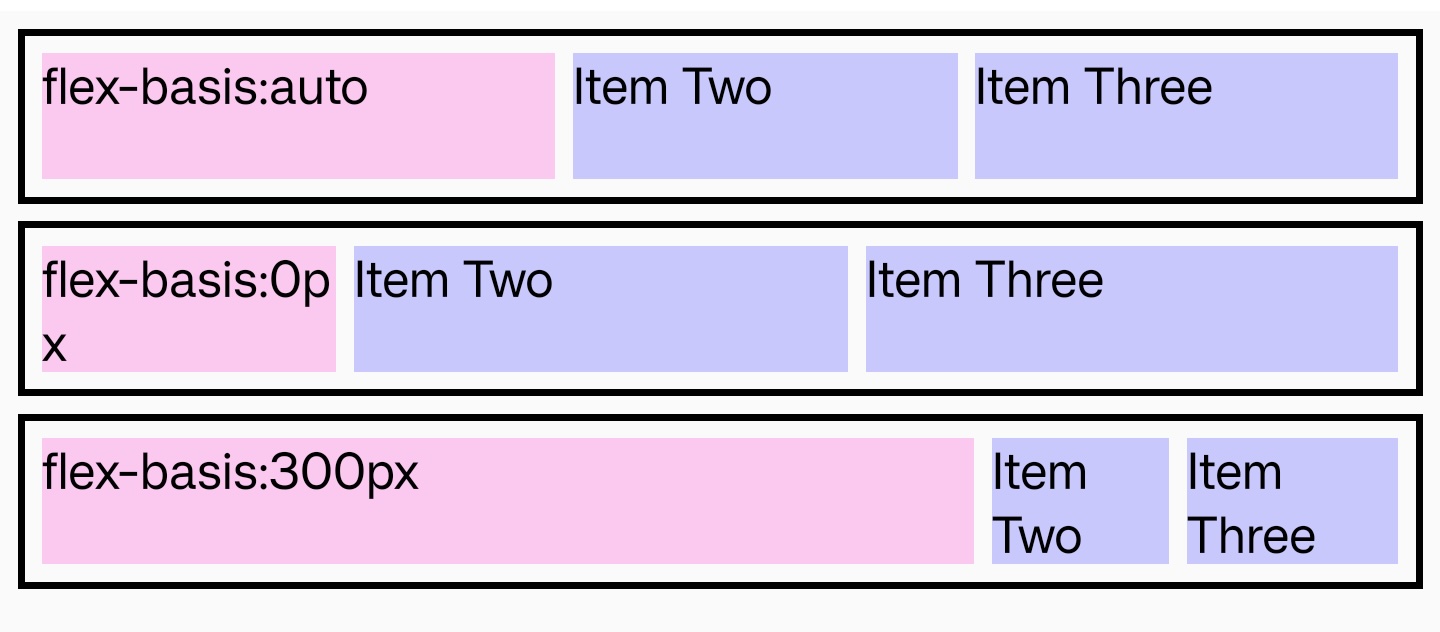 flex-basis:auto
Item Two
Item Three
flex-basis:0p
x
Item Two
Item Three
flex-basis:300px
Item
Two
Item
Three